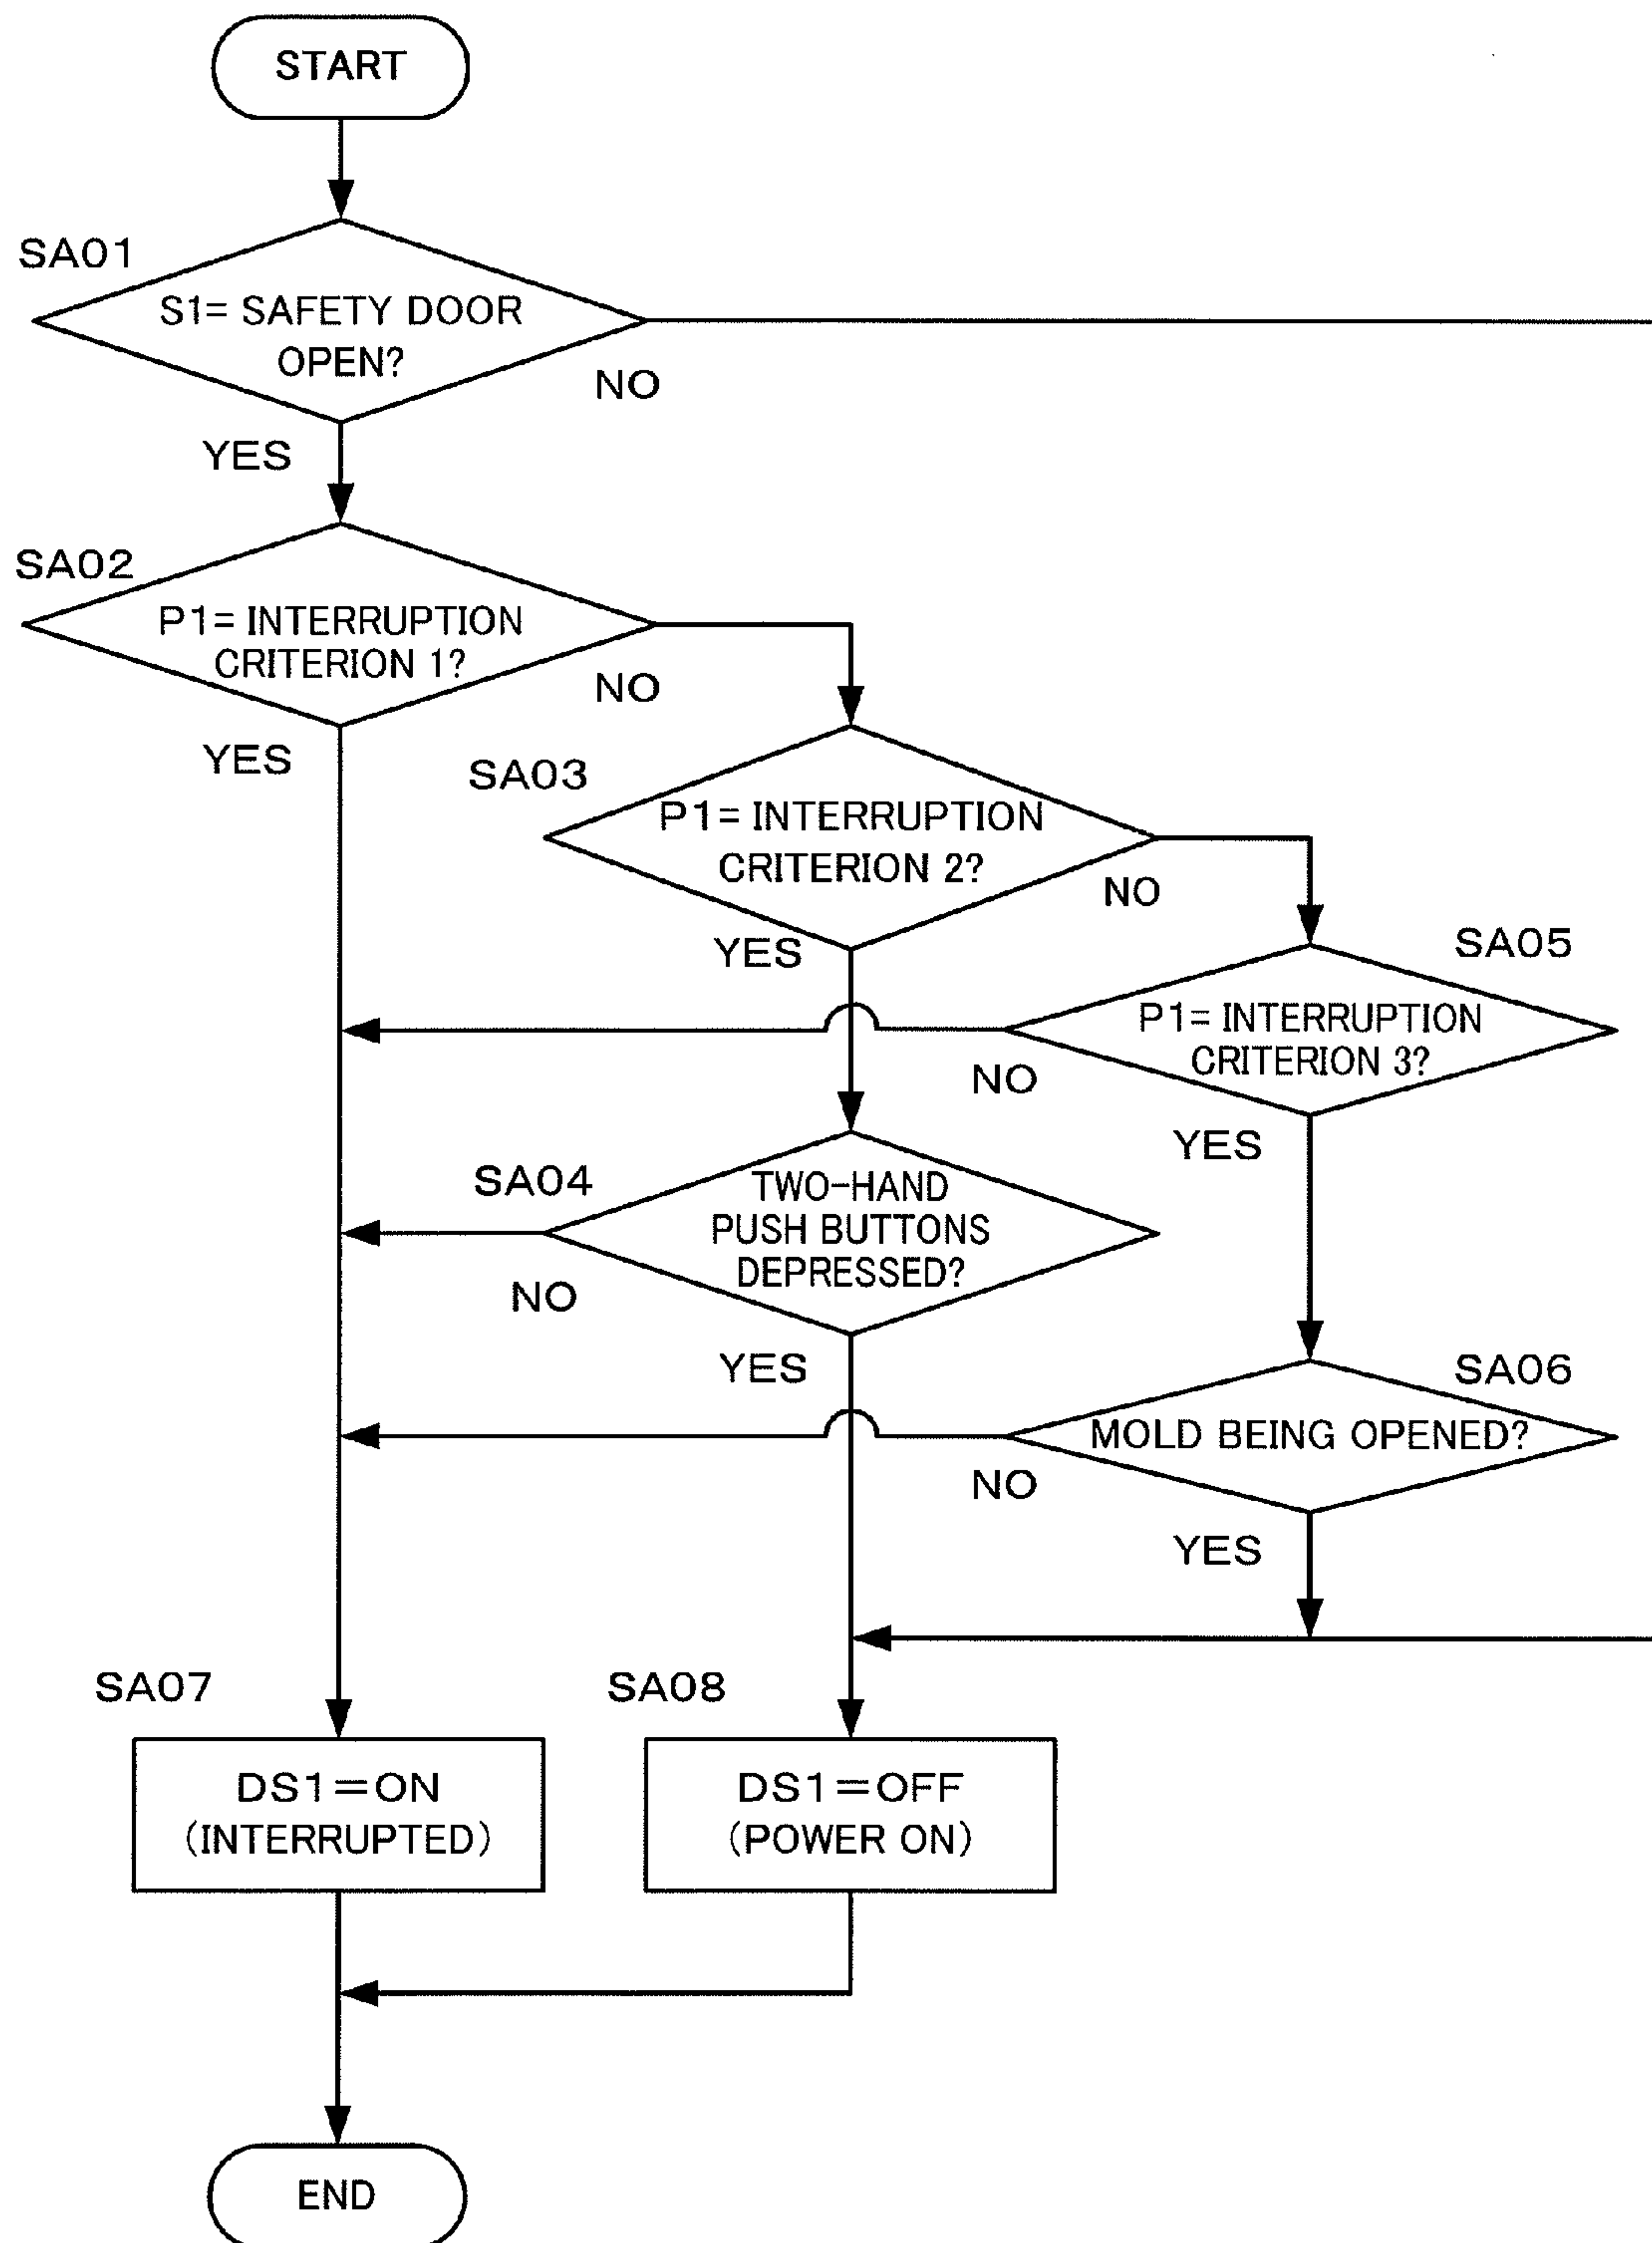 START
SA01
S1= SAFETY DOOR
OPEN?
NO
YES
SA02
P1= INTERRUPTION
CRITERION 1?
NO
YES
SA03
P1= INTERRUPTION
CRITERION 2?
NO
YES
SA05
P1= INTERRUPTION
CRITERION 3?
NO
YES
SA04
TWO-HAND
PUSH BUTTONS
DEPRESSED?
NO
YES
SA06
MOLD BEING OPENED?
NO
YES
SA07
DS1=ON
(INTERRUPTED)
SA08
DS1=OFF
(POWER ON)
END